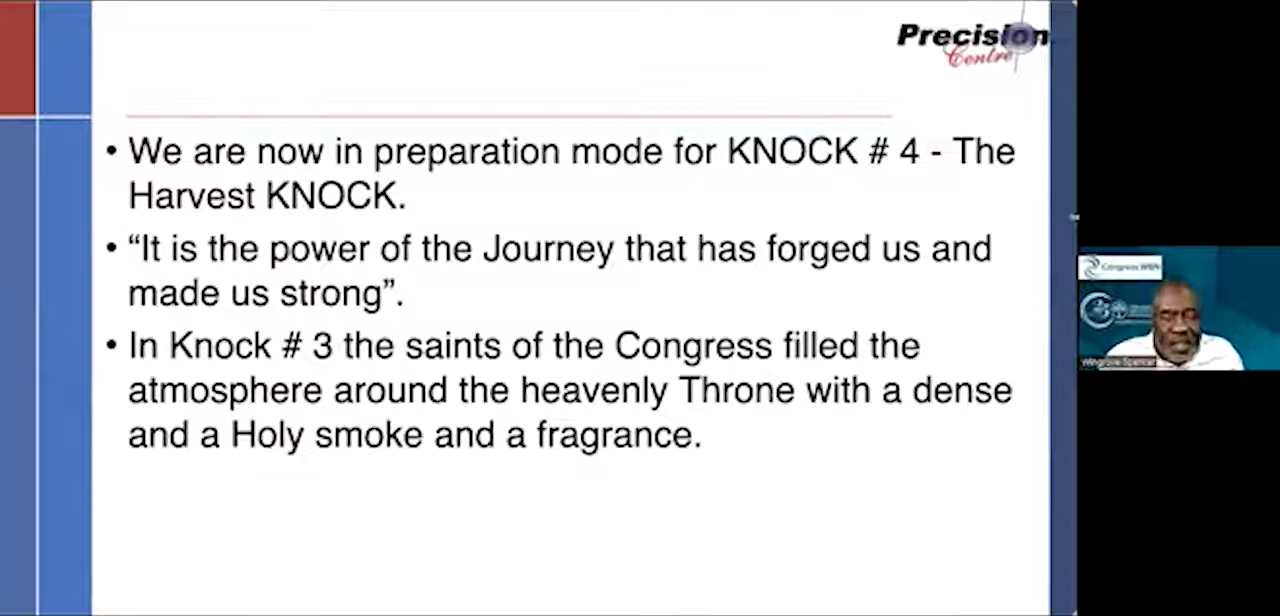 Precision
Centre
• We are now in preparation mode for KNOCK # 4 - The
Harvest KNOCK.
• “It is the power of the Journey that has forged us and
made us strong”.
• In Knock # 3 the saints of the Congress filled the
atmosphere around the heavenly Throne with a dense
and a Holy smoke and a fragrance.
Congress WBN
Wingrove Spencer